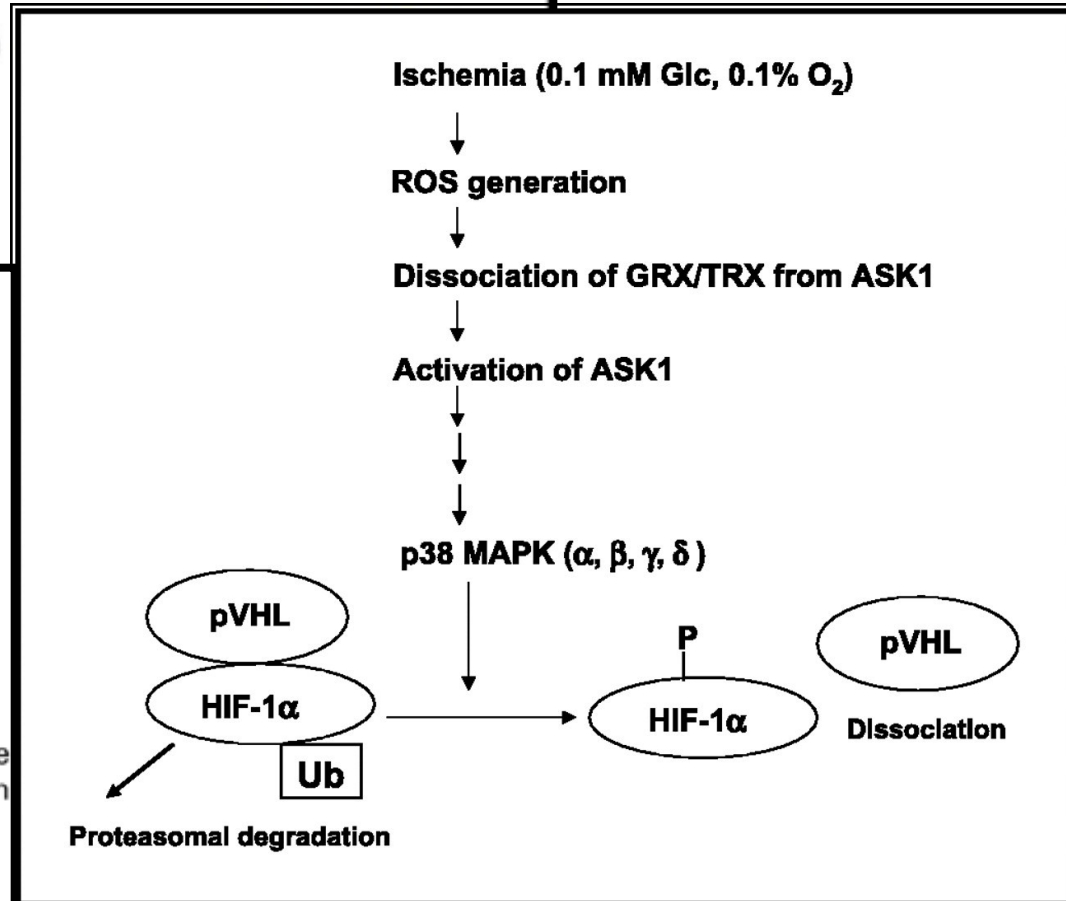 Ischemia (0.1 mM Glc, 0.1% O₂)
ROS generation
Dissociation of GRX/TRX from ASK1
Activation of ASK1
p38 MAPK (α, β, γ, δ)
pVHL
HIF-1α
Ub
Proteasomal degradation
P
HIF-1α
pVHL
Dissociation
e
n